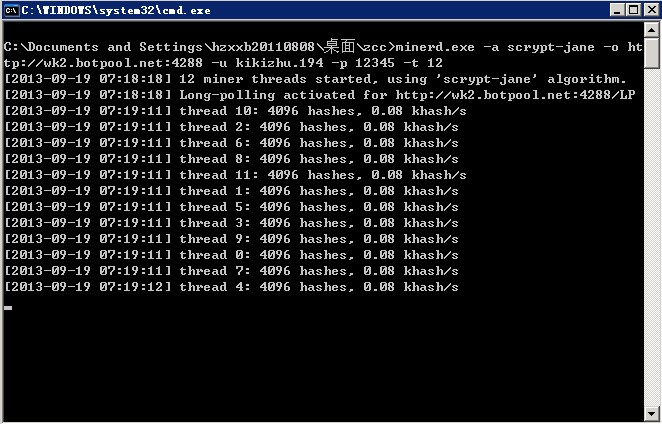 C:\WINDOWS\system32\cmd.exe
C:\Documents and Settings\hzxxb20110808\桌面\zcc>minerd.exe -a scrypt-jane -o ht
tp://wk2.botpool.net:4288 -u kikizhu.194 -p 12345 -t 12
[2013-09-19 07:18:18] 12 miner threads started, using 'scrypt-jane' algorithm.
[2013-09-19 07:18:18] Long-polling activated for http://wk2.botpool.net:4288/LP
[2013-09-19 07:19:11] thread 10: 4096 hashes, 0.08 khash/s
[2013-09-19 07:19:11] thread 2: 4096 hashes, 0.08 khash/s
[2013-09-19 07:19:11] thread 6: 4096 hashes, 0.08 khash/s
[2013-09-19 07:19:11] thread 8: 4096 hashes, 0.08 khash/s
[2013-09-19 07:19:11] thread 11: 4096 hashes, 0.08 khash/s
[2013-09-19 07:19:11] thread 1: 4096 hashes, 0.08 khash/s
[2013-09-19 07:19:11] thread 5: 4096 hashes, 0.08 khash/s
[2013-09-19 07:19:11] thread 3: 4096 hashes, 0.08 khash/s
[2013-09-19 07:19:11] thread 9: 4096 hashes, 0.08 khash/s
[2013-09-19 07:19:11] thread 0: 4096 hashes, 0.08 khash/s
[2013-09-19 07:19:11] thread 7: 4096 hashes, 0.08 khash/s
[2013-09-19 07:19:12] thread 4: 4096 hashes, 0.08 khash/s